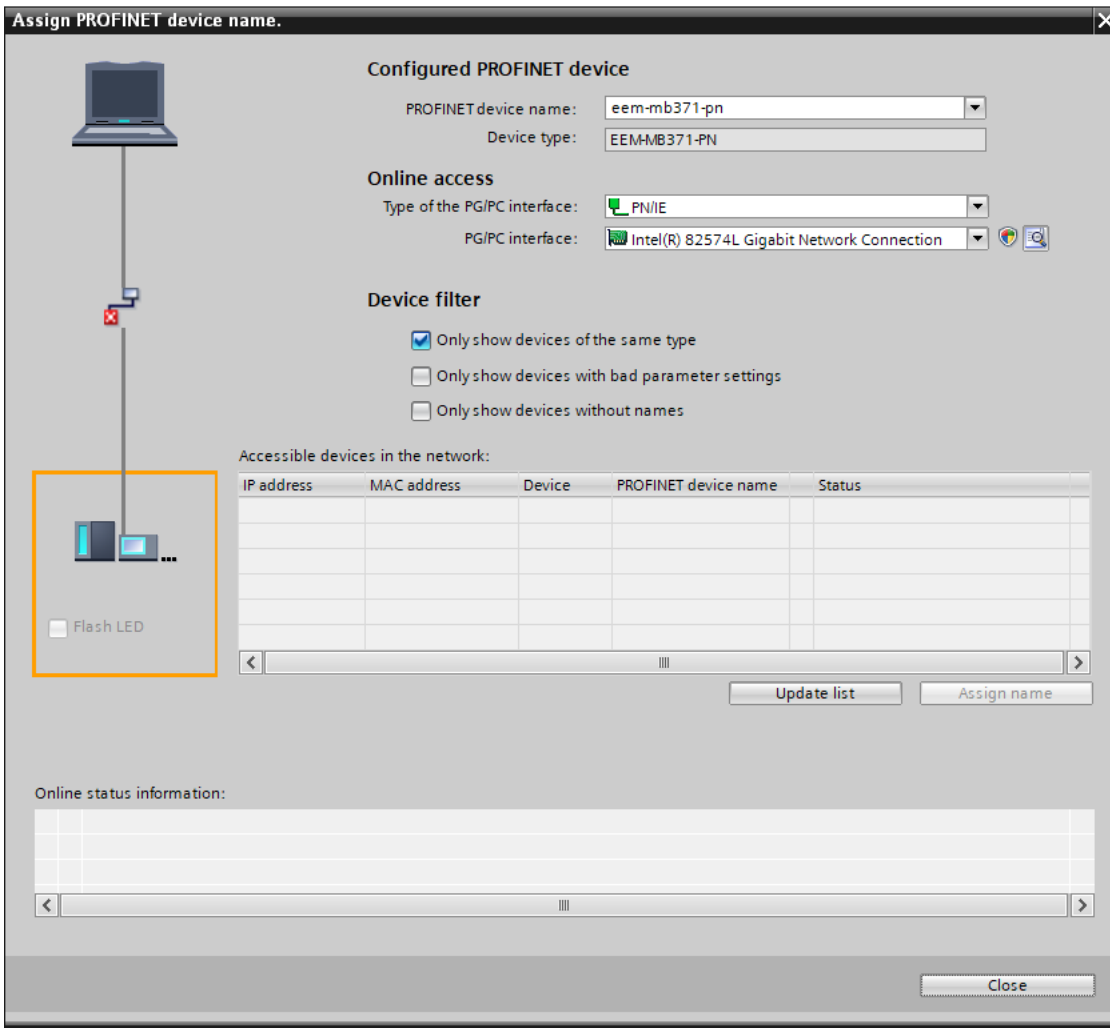 Assign PROFINET device name.
Configured PROFINET device
PROFINET device name: eem-mb371-pn
Device type: EEM-MB371-PN
Online access
Type of the PG/PC interface: PN/IE
PG/PC interface: Intel(R) 82574L Gigabit Network Connection
Device filter
Only show devices of the same type
Only show devices with bad parameter settings
Only show devices without names
Accessible devices in the network:
IP address MAC address Device PROFINET device name Status
Flash LED
Update list Assign name
Online status information:
Close